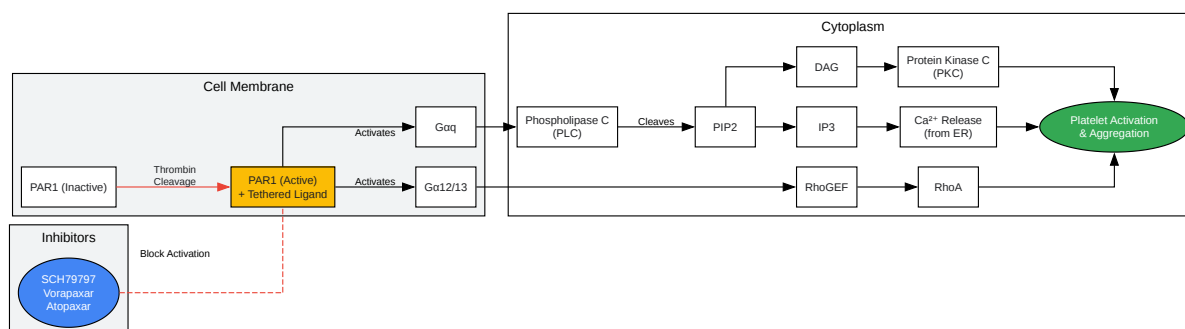 Cytoplasm
Cell Membrane
DAG
Protein Kinase C
(PKC)
Gαq
Activates
Phospholipase C
(PLC)
Cleaves
PIP2
IP3
Ca²⁺ Release
(from ER)
Platelet Activation
& Aggregation
PAR1 (Inactive)
Thrombin
Cleavage
PAR1 (Active)
+ Tethered Ligand
Activates
Gα12/13
RhoGEF
RhoA
Inhibitors
Block Activation
SCH79797
Vorapaxar
Atopaxar